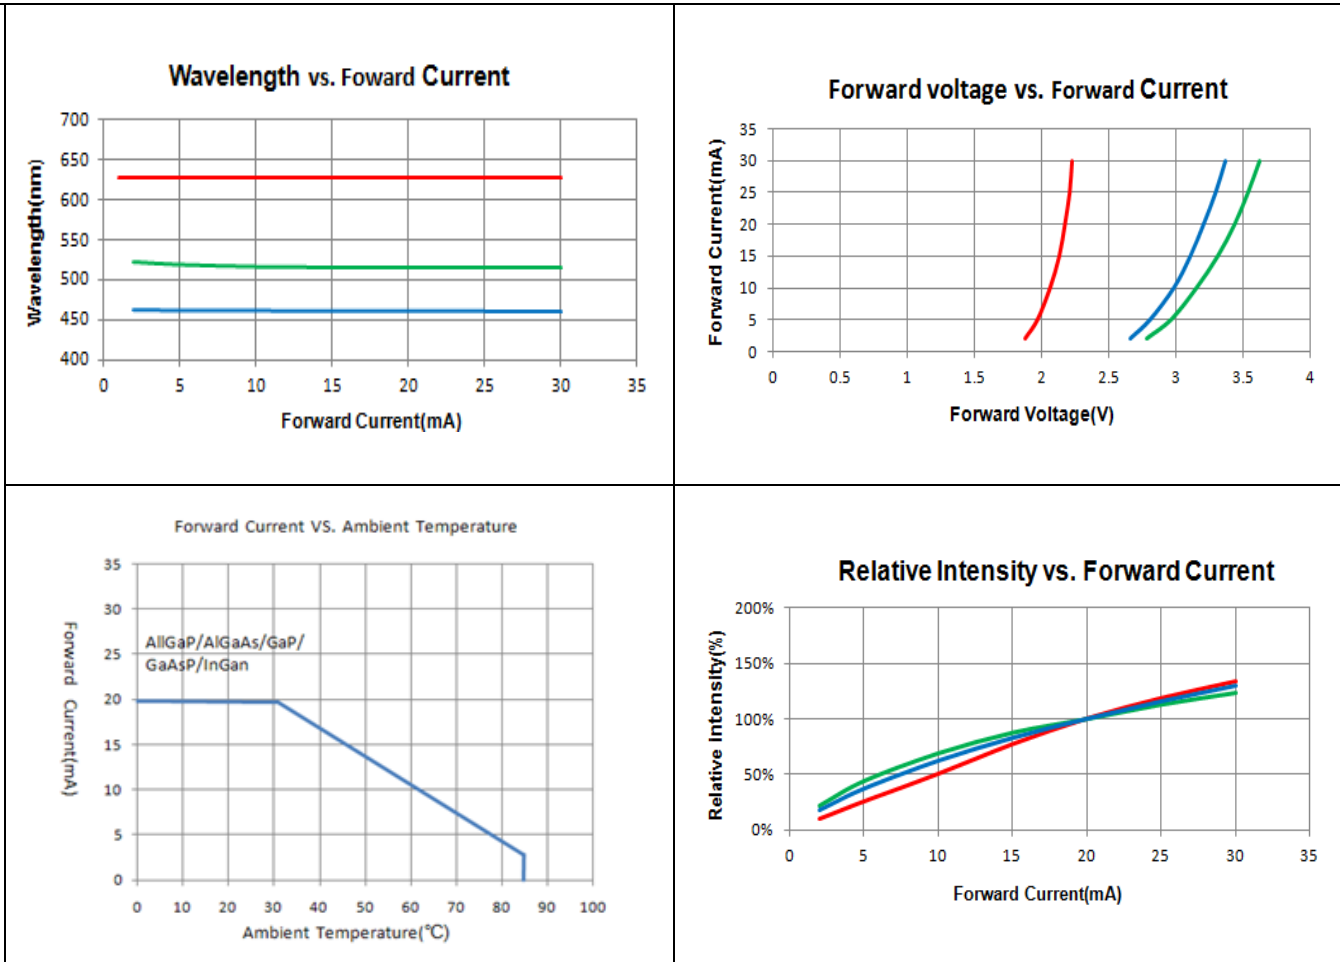 Wavelength vs. Foward Current
700
650
600
550
500
450
400
Wavelength(nm)
0 5 10 15 20 25 30 35
Forward Current(mA)
Forward voltage vs. Forward Current
35
30
25
20
15
10
5
0
Forward Current(mA)
0 0.5 1 1.5 2 2.5 3 3.5 4
Forward Voltage(V)
Forward Current VS. Ambient Temperature
35
30
25
20
15
10
5
0
Forward Current(mA)
AllGaP/AlGaAs/GaP/
GaAsP/InGan
0 10 20 30 40 50 60 70 80 90 100
Ambient Temperature(℃)
Relative Intensity vs. Forward Current
200%
150%
100%
50%
0%
Relative Intensity(%)
0 5 10 15 20 25 30 35
Forward Current(mA)